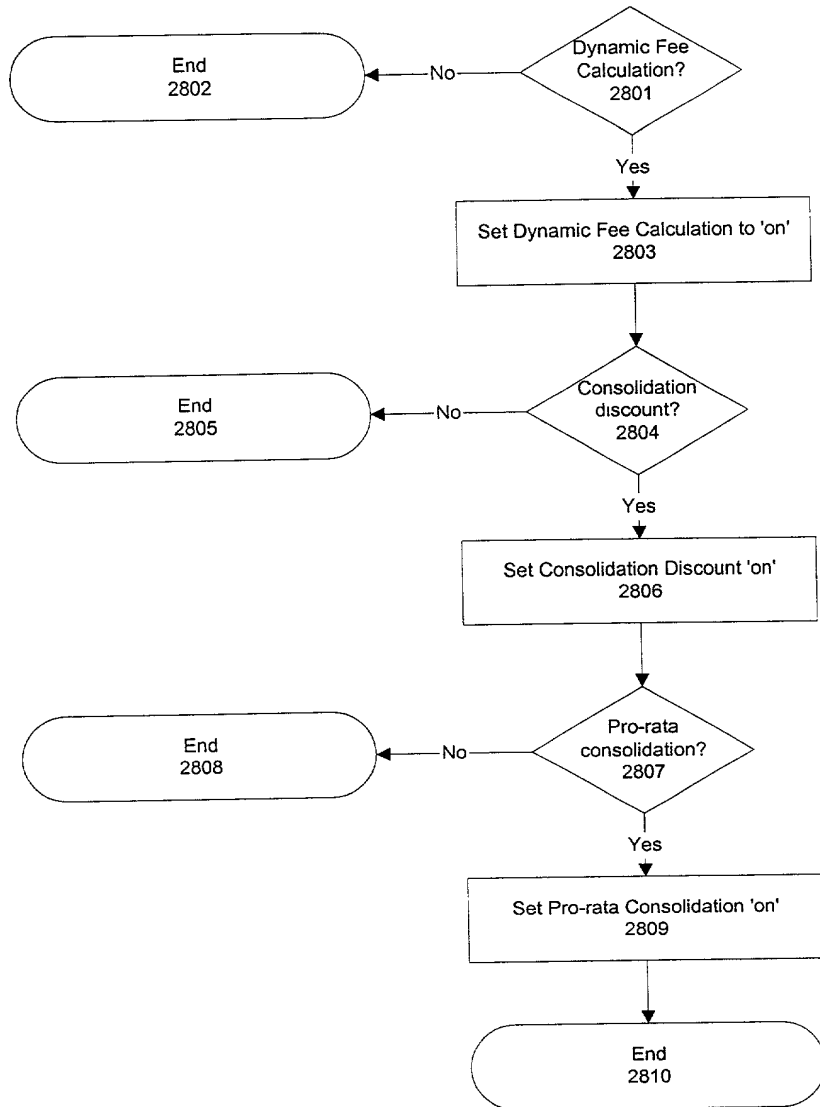 Dynamic Fee
Calculation?
2801
No
End
2802
Yes
Set Dynamic Fee Calculation to 'on'
2803
Consolidation
discount?
2804
No
End
2805
Yes
Set Consolidation Discount 'on'
2806
Pro-rata
consolidation?
2807
No
End
2808
Yes
Set Pro-rata Consolidation 'on'
2809
End
2810